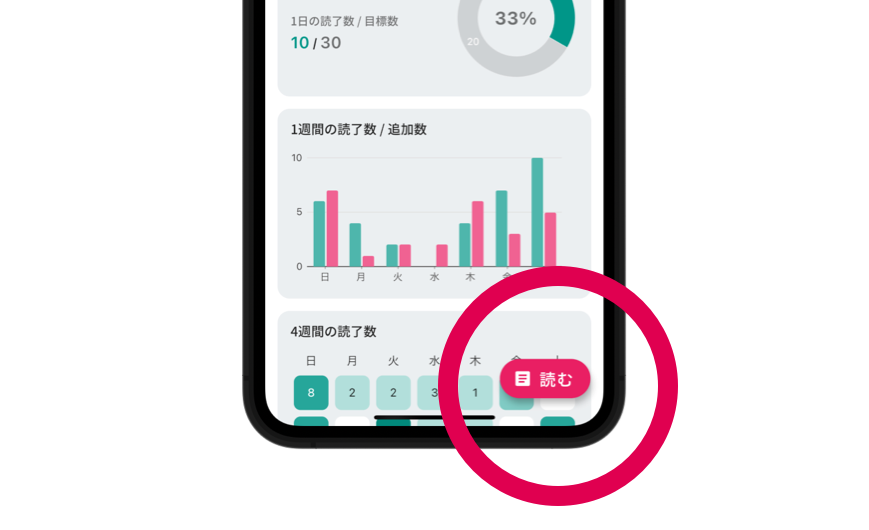 1日の読了数 / 目標数
10 / 30
33%
20
1週間の読了数 / 追加数
10
5
0
日 月 火 水 木
4週間の読了数
日 月 火 水 木
8 2 2 3 1
読む